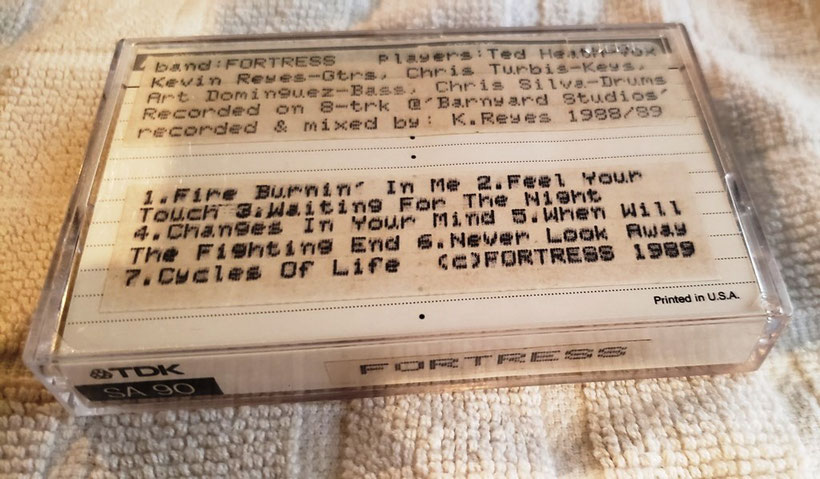 band:FORTRESS players:Ted Vox
Kevin Reyes-Gtrs, Chris Turbis-Keys,
Art Dominguez-Bass, Chris Silva-Drums
Recorded on 8-trk @'Barnyard Studios'
recorded & mixed by: K.Reyes 1988/89
1.Fire Burnin' In Me 2.Feel Your
Touch 3.Waiting For The Night
4.Changes In Your Mind 5.When Will
The Fighting End 6.Never Look Away
7.Cycles Of Life (c)FORTRESS 1989
Printed in U.S.A.
TDK
SA 90
FORTRESS